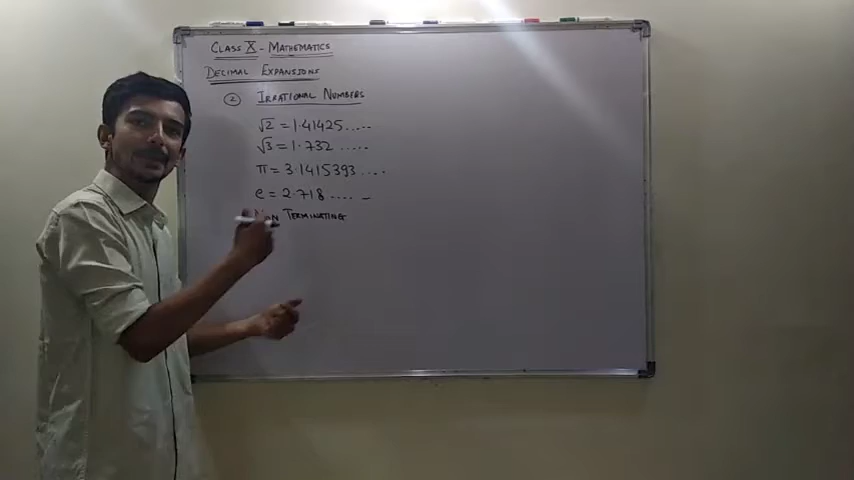 CLASS X - MATHEMATICS
DECIMAL EXPANSIONS
② IRRATIONAL NUMBERS
√2 = 1.41425.....
√3 = 1.732 .....
π = 3.1415393....
e = 2.718 .... _
NON TERMINATING